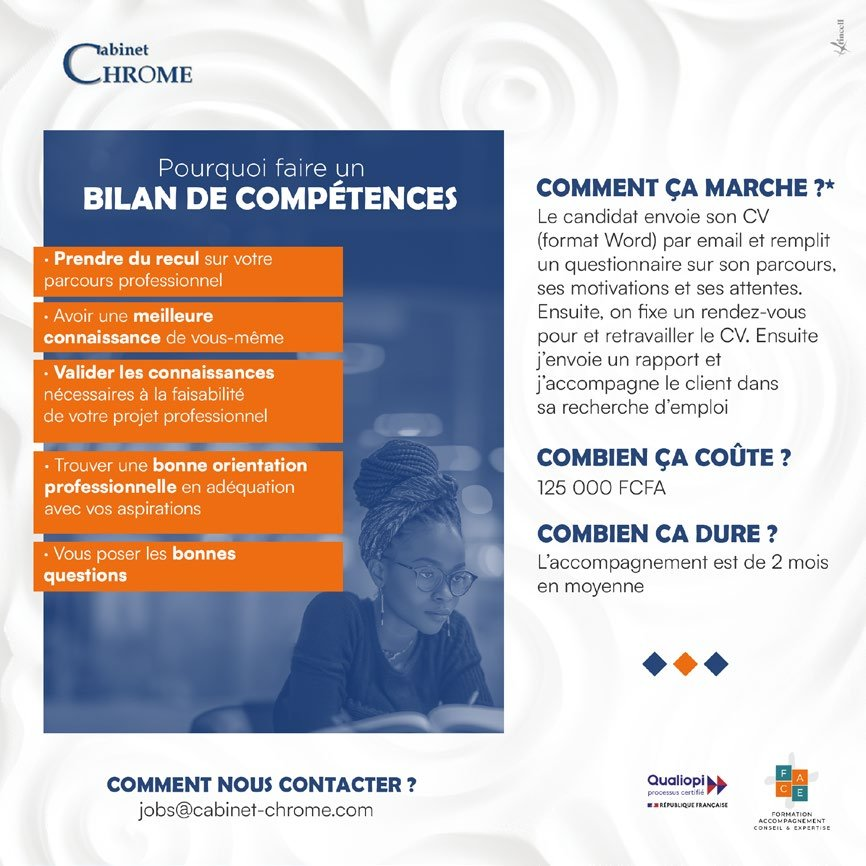 Cabinet
CHROME
Pourquoi faire un
BILAN DE COMPÉTENCES
· Prendre du recul sur votre
parcours professionnel
· Avoir une meilleure
connaissance de vous-même
· Valider les connaissances
nécessaires à la faisabilité
de votre projet professionnel
· Trouver une bonne orientation
professionnelle en adéquation
avec vos aspirations
· Vous poser les bonnes
questions
COMMENT ÇA MARCHE ?*
Le candidat envoie son CV
(format Word) par email et remplit
un questionnaire sur son parcours,
ses motivations et ses attentes.
Ensuite, on fixe un rendez-vous
pour et retravailler le CV. Ensuite
j’envoie un rapport et
j’accompagne le client dans
sa recherche d’emploi
COMBIEN ÇA COÛTE ?
125 000 FCFA
COMBIEN CA DURE ?
L’accompagnement est de 2 mois
en moyenne
COMMENT NOUS CONTACTER ?
jobs@cabinet-chrome.com
Qualiopi
processus certifié
RÉPUBLIQUE FRANÇAISE
F A
C E
FORMATION
ACCOMPAGNEMENT
CONSEIL & EXPERTISE